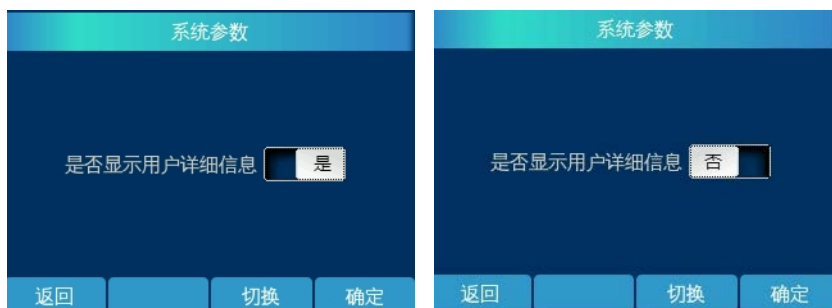 系统参数
是否显示用户详细信息 是
返回 切换 确定
系统参数
是否显示用户详细信息 否
返回 切换 确定